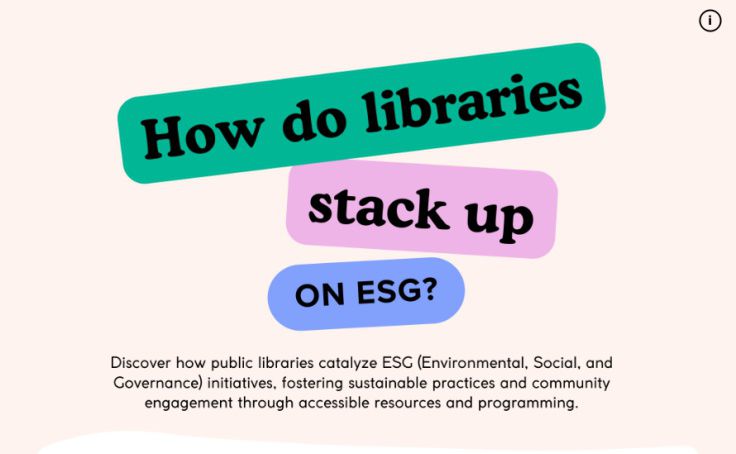 i
How do libraries
stack up
ON ESG?
Discover how public libraries catalyze ESG (Environmental, Social, and
Governance) initiatives, fostering sustainable practices and community
engagement through accessible resources and programming.